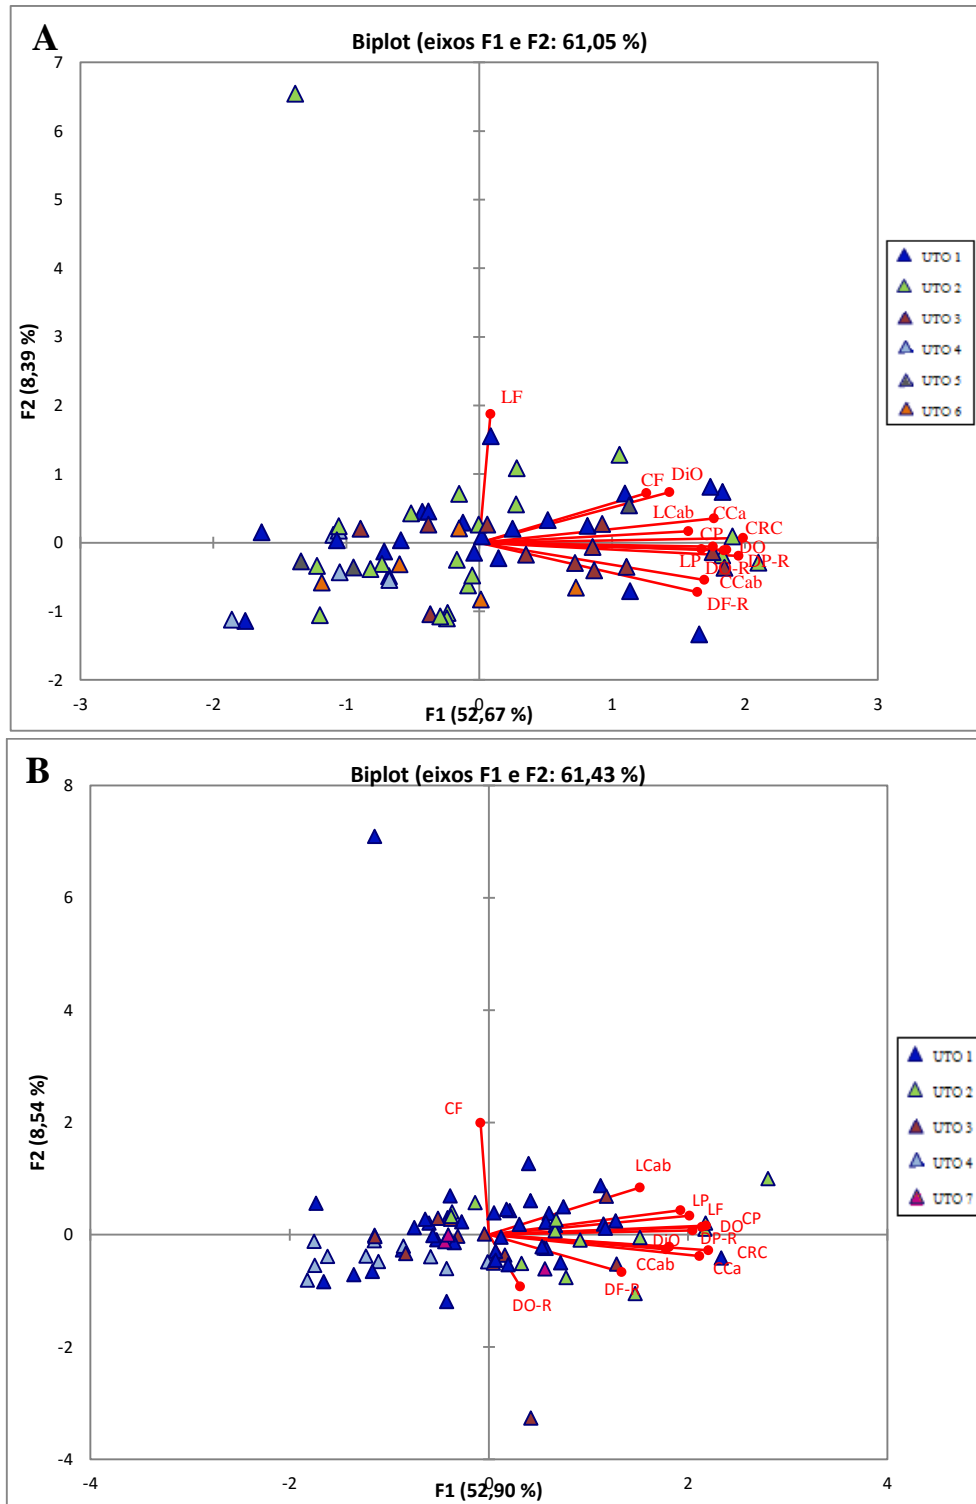 A
Biplot (eixos F1 e F2: 61,05 %)
7
6
5
4
3
2
1
0
-1
-2
F2 (8,39 %)
-3
-2
-1
0
1
2
3
F1 (52,67 %)
LF
CF
DiO
LCab
CCa
CP
CRC
DO
LP
DP-R
CCab
DF-R
UTO 1
UTO 2
UTO 3
UTO 4
UTO 5
UTO 6
B
Biplot (eixos F1 e F2: 61,43 %)
8
6
4
2
0
-2
-4
F2 (8,54 %)
-4
-2
0
2
4
F1 (52,90 %)
CF
LCab
LP
LF
CP
DO
DP-R
DiO
CRC
CCab
CCa
DF-R
DO-R
UTO 1
UTO 2
UTO 3
UTO 4
UTO 7